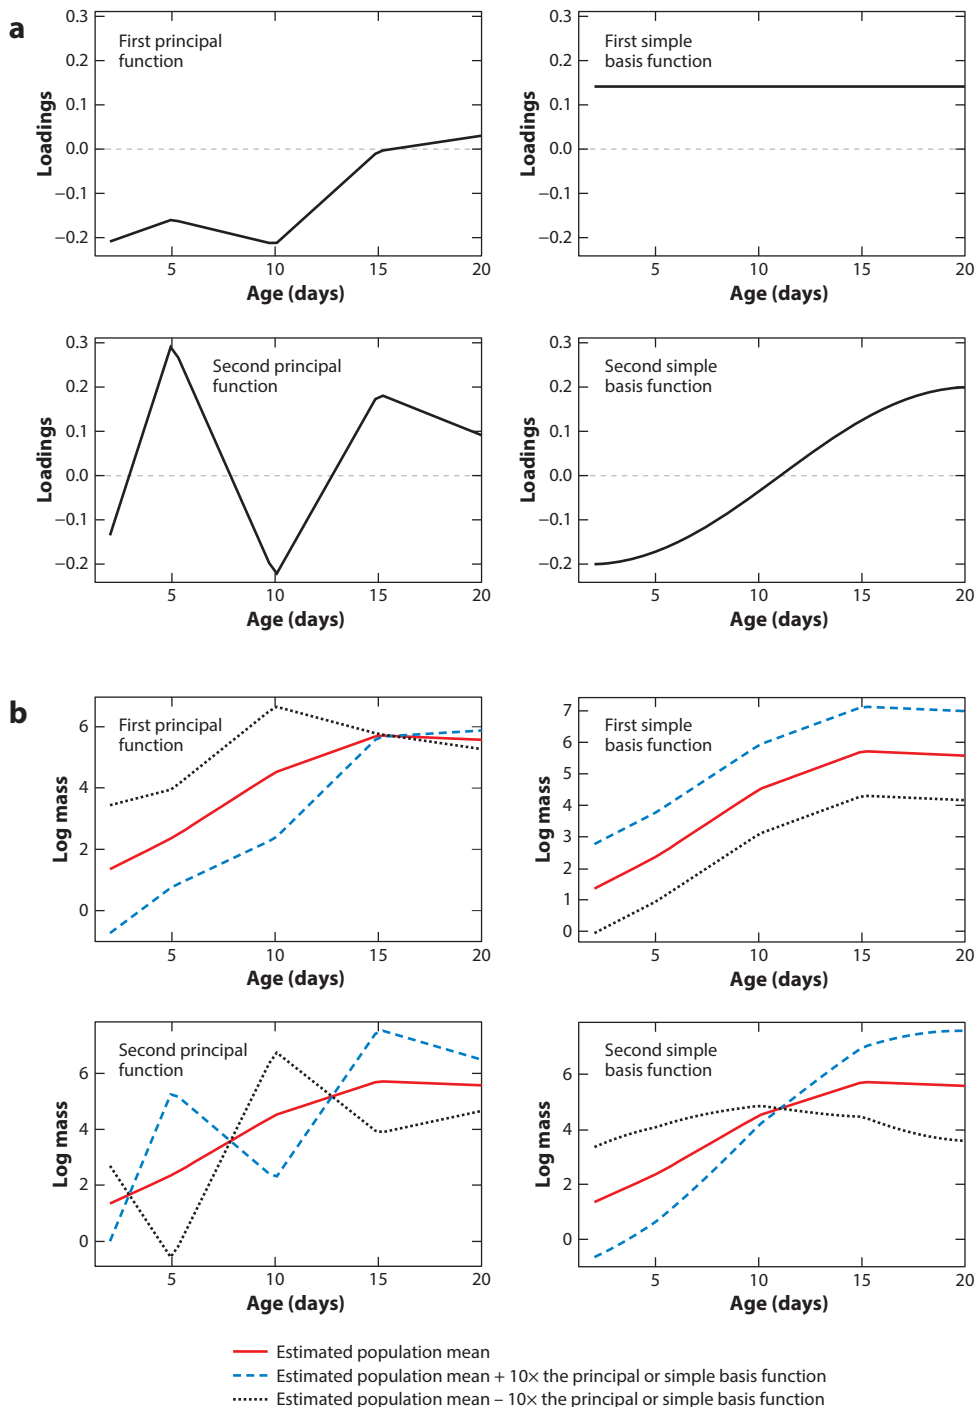 a
First principal
function
0.3
0.2
0.1
0.0
−0.1
−0.2
Loadings
5
10
15
20
Age (days)
First simple
basis function
0.3
0.2
0.1
0.0
−0.1
−0.2
Loadings
5
10
15
20
Age (days)
Second principal
function
0.3
0.2
0.1
0.0
−0.1
−0.2
Loadings
5
10
15
20
Age (days)
Second simple
basis function
0.3
0.2
0.1
0.0
−0.1
−0.2
Loadings
5
10
15
20
Age (days)
b
First principal
function
6
4
2
0
Log mass
5
10
15
20
Age (days)
First simple
basis function
7
6
5
4
3
2
1
0
Log mass
5
10
15
20
Age (days)
Second principal
function
6
4
2
0
Log mass
5
10
15
20
Age (days)
Second simple
basis function
6
4
2
0
Log mass
5
10
15
20
Age (days)
Estimated population mean
Estimated population mean + 10× the principal or simple basis function
Estimated population mean – 10× the principal or simple basis function